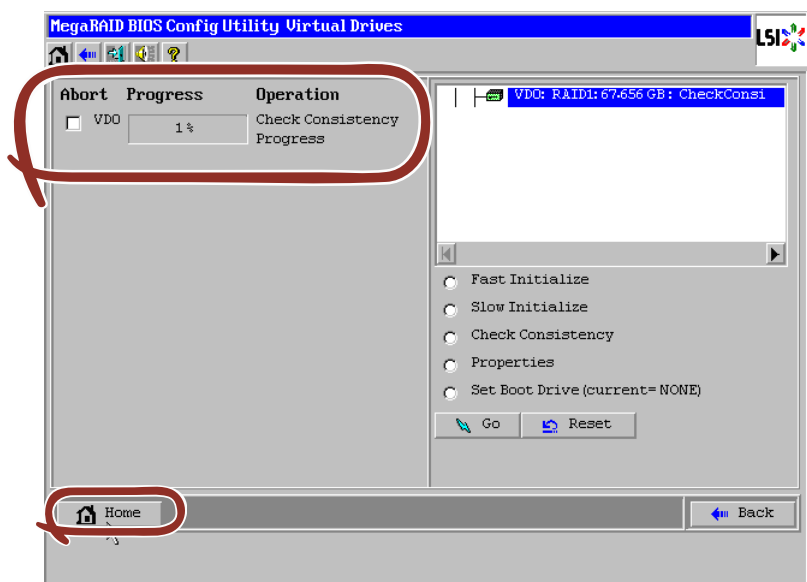 MegaRAID BIOS Config Utility Virtual Drives
LSI
Abort Progress Operation
VD0 1% Check Consistency
Progress
VD0: RAID1: 67.656 GB: CheckConsi
Fast Initialize
Slow Initialize
Check Consistency
Properties
Set Boot Drive (current= NONE)
Go Reset
Home Back